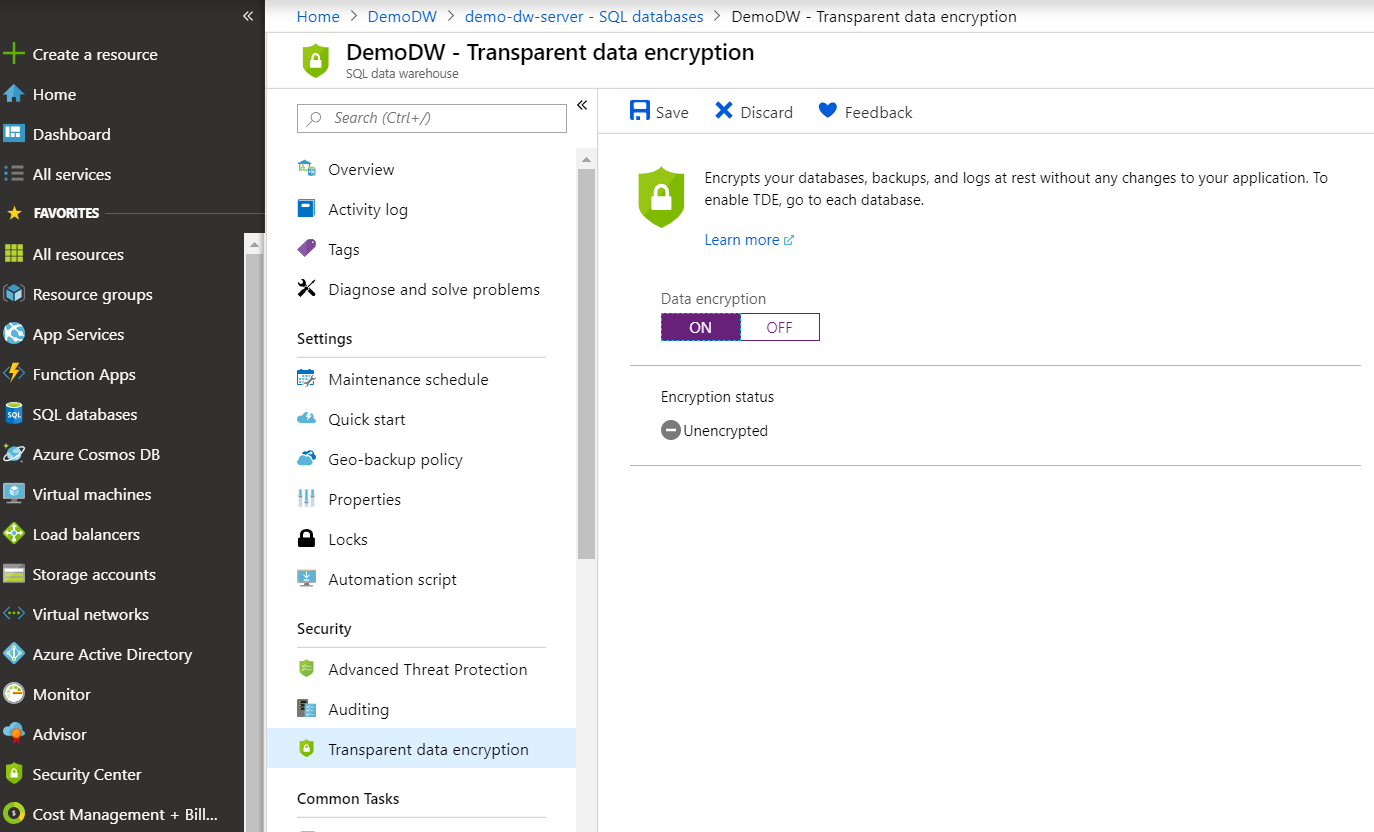 «
Create a resource
Home
Dashboard
All services
FAVORITES
All resources
Resource groups
App Services
Function Apps
SQL
SQL databases
Azure Cosmos DB
Virtual machines
Load balancers
Storage accounts
Virtual networks
Azure Active Directory
Monitor
Advisor
Security Center
Cost Management + Bill...
Home > DemoDW > demo-dw-server - SQL databases > DemoDW - Transparent data encryption
DemoDW - Transparent data encryption
SQL data warehouse
Search (Ctrl+/)
«
Overview
Activity log
Tags
Diagnose and solve problems
Settings
Maintenance schedule
Quick start
Geo-backup policy
Properties
Locks
Automation script
Security
Advanced Threat Protection
Auditing
Transparent data encryption
Common Tasks
Save Discard Feedback
Encrypts your databases, backups, and logs at rest without any changes to your application. To
enable TDE, go to each database.
Learn more
Data encryption
ON OFF
Encryption status
Unencrypted